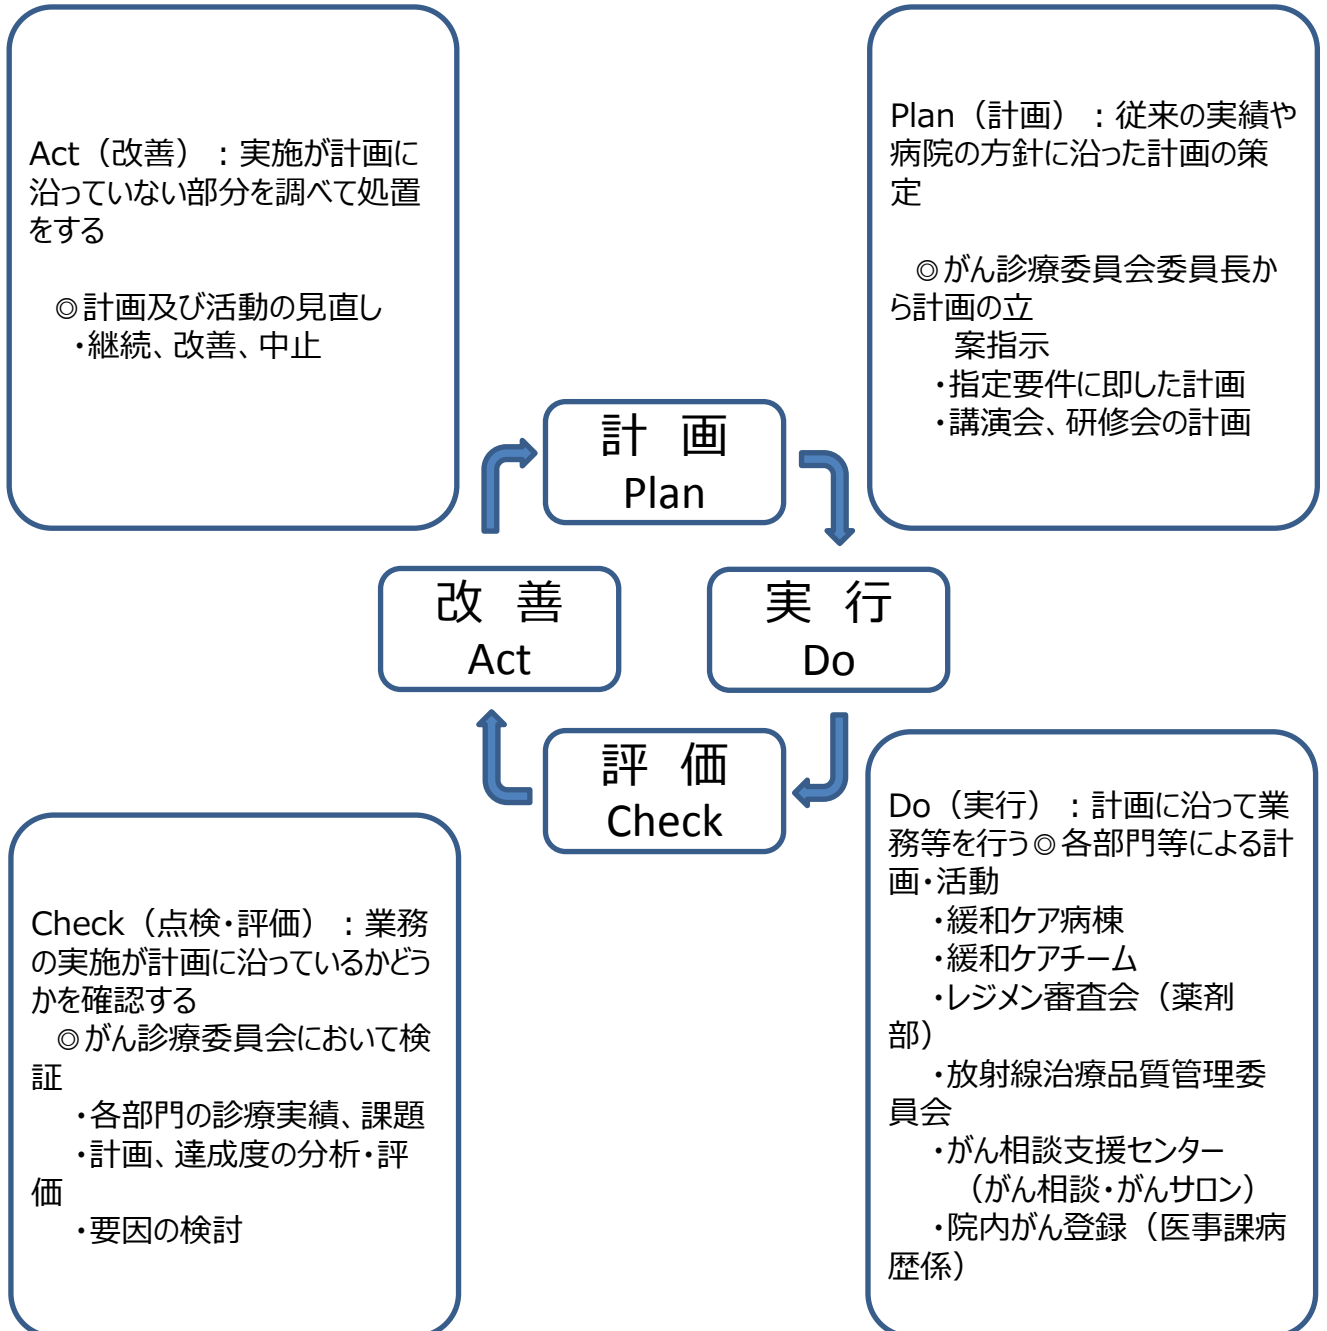 Act（改善）：実施が計画に
沿っていない部分を調べて処置
をする
◎計画及び活動の見直し
・継続、改善、中止
Plan（計画）：従来の実績や
病院の方針に沿った計画の策
定
◎がん診療委員会委員長か
ら計画の立
案指示
・指定要件に即した計画
・講演会、研修会の計画
計 画
Plan
改 善
Act
実 行
Do
評 価
Check
Check（点検・評価）：業務
の実施が計画に沿っているかどう
かを確認する
◎がん診療委員会において検
証
・各部門の診療実績、課題
・計画、達成度の分析・評
価
・要因の検討
Do（実行）：計画に沿って業
務等を行う◎各部門等による計
画・活動
・緩和ケア病棟
・緩和ケアチーム
・レジメン審査会（薬剤
部）
・放射線治療品質管理委
員会
・がん相談支援センター
（がん相談・がんサロン）
・院内がん登録（医事課病
歴係）